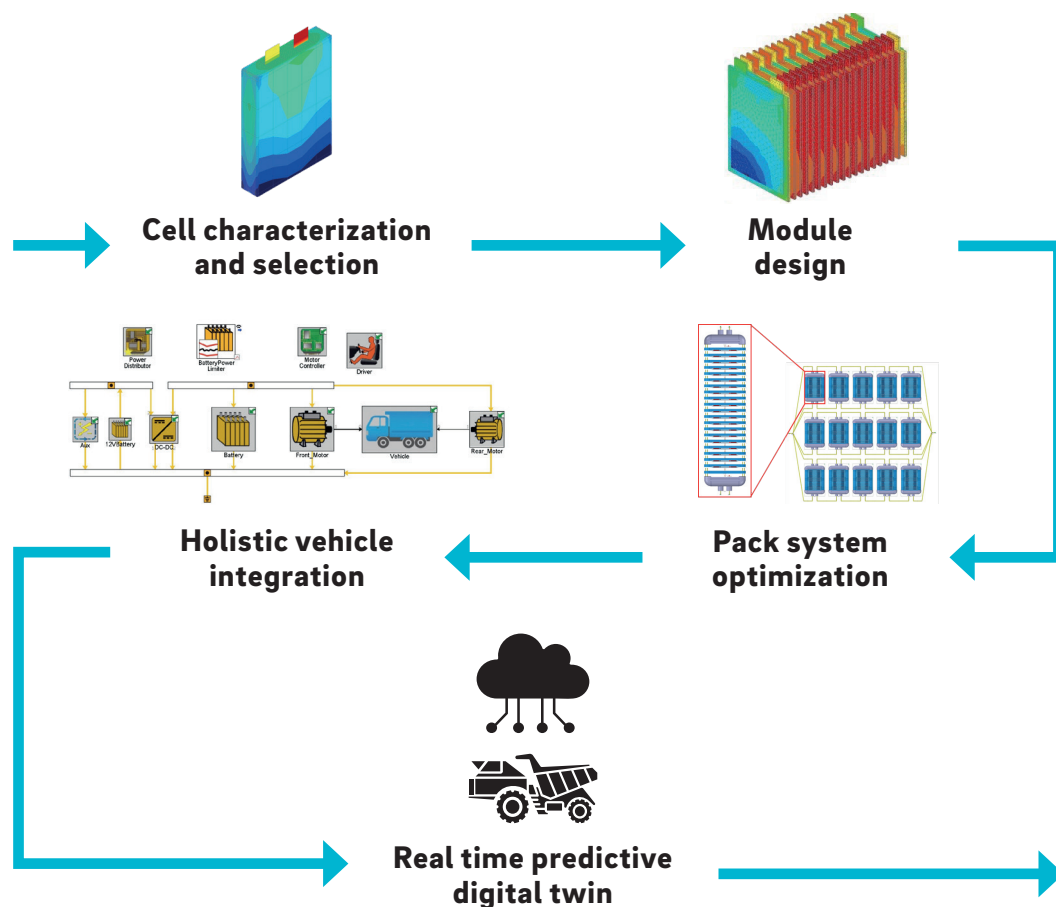 Cell characterization
and selection
Module
design
Power
Distributor
BatteryPower
Limiter
Motor
Controller
Driver
Aux
12VBattery
DC-DC
Battery
Front_Motor
Vehicle
Rear_Motor
Holistic vehicle
integration
Pack system
optimization
Real time predictive
digital twin